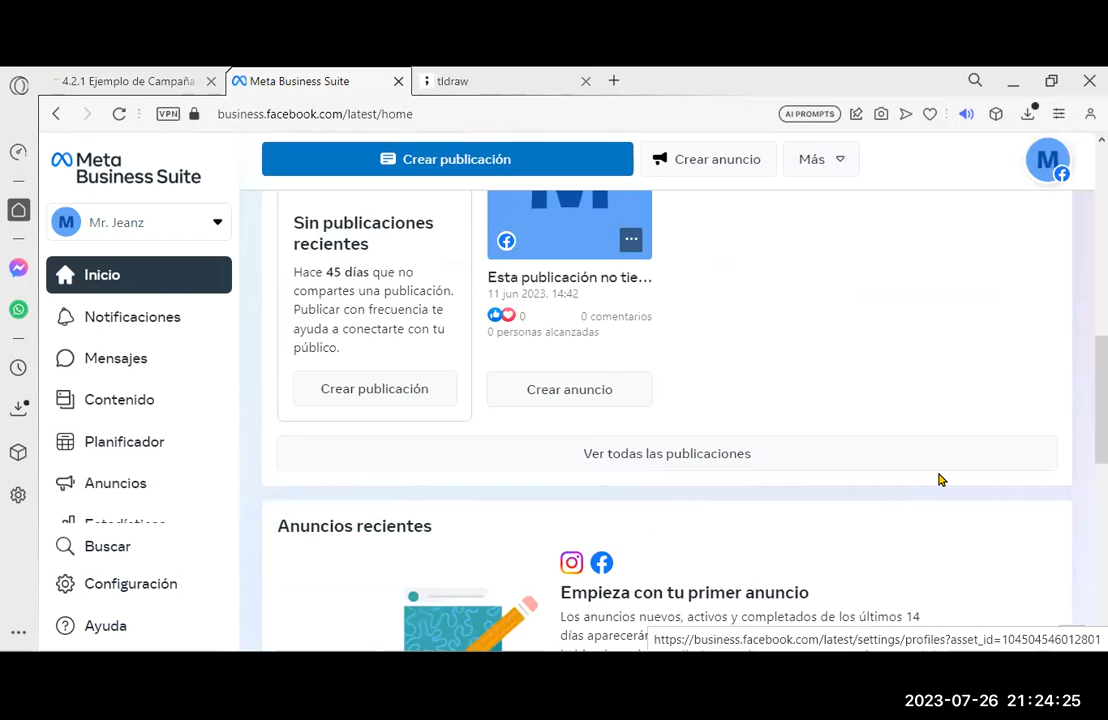 4.2.1 Ejemplo de Campaña
Meta Business Suite
tldraw
VPN
business.facebook.com/latest/home
AI PROMPTS
Meta
Business Suite
Crear publicación
Crear anuncio
Más
M
M
Mr. Jeanz
Inicio
Notificaciones
Mensajes
Contenido
Planificador
Anuncios
Estadísticas
Buscar
Configuración
Ayuda
Sin publicaciones
recientes
Hace 45 días que no
compartes una publicación.
Publicar con frecuencia te
ayuda a conectarte con tu
público.
Crear publicación
Esta publicación no tie...
11 jun 2023, 14:42
0
0 comentarios
0 personas alcanzadas
Crear anuncio
Ver todas las publicaciones
Anuncios recientes
Empieza con tu primer anuncio
Los anuncios nuevos, activos y completados de los últimos 14
días aparecerán
https://business.facebook.com/latest/settings/profiles?asset_id=104504546012801
2023-07-26 21:24:25